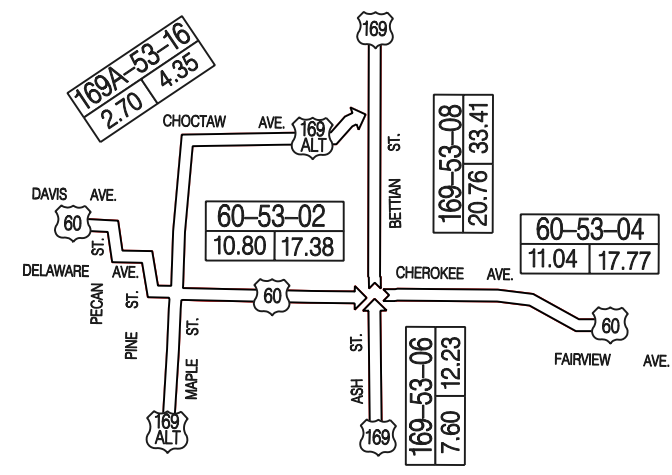 169
169A–53–16
2.70 4.35
CHOCTAW AVE.
169
ALT
BETTIAN ST.
169–53–08
20.76 33.41
DAVIS AVE.
60
PECAN ST.
DELAWARE AVE.
PINE ST.
60–53–02
10.80 17.38
60–53–04
11.04 17.77
CHEROKEE AVE.
60
60
FAIRVIEW AVE.
MAPLE ST.
ASH ST.
169–53–06
7.60 12.23
169
ALT
169